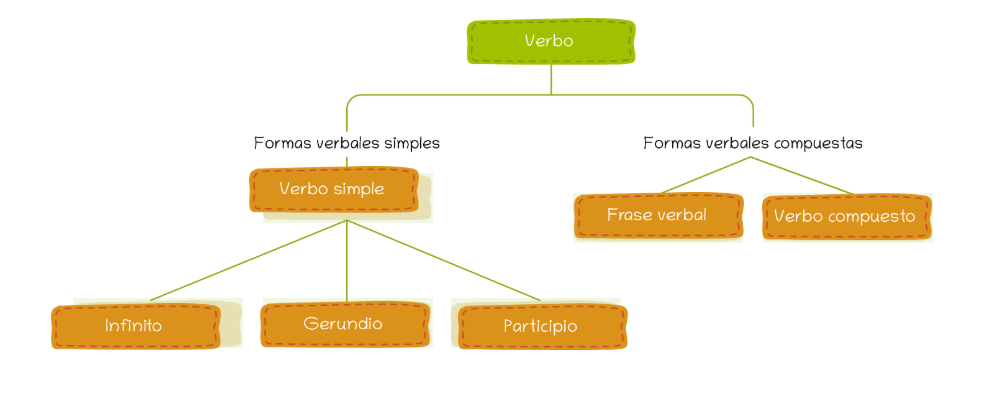 Verbo
Formas verbales simples
Formas verbales compuestas
Verbo simple
Frase verbal
Verbo compuesto
Infinito
Gerundio
Participio